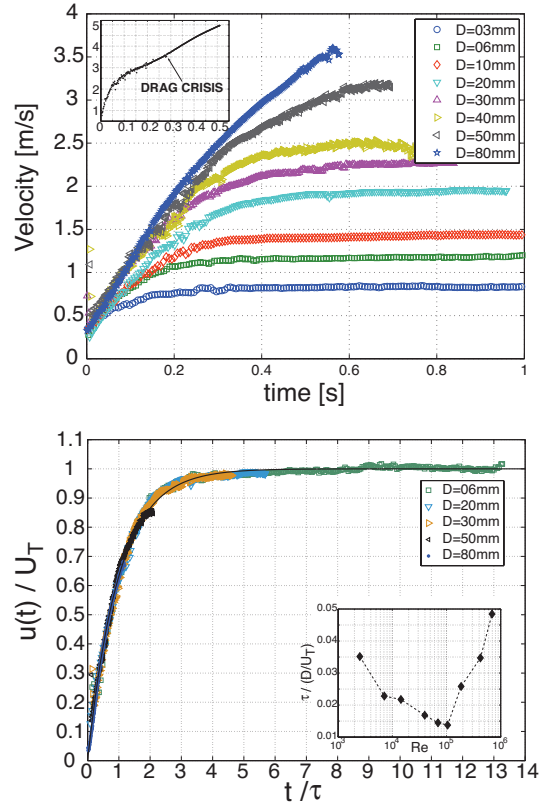 4
3.5
3
2.5
2
1.5
1
0.5
0
Velocity [m/s]
5
4
3
2
1
0
0 0.1 0.2 0.3 0.4 0.5
DRAG CRISIS
D=03mm
D=06mm
D=10mm
D=20mm
D=30mm
D=40mm
D=50mm
D=80mm
0 0.2 0.4 0.6 0.8 1
time [s]
1.1
1
0.9
0.8
0.7
0.6
0.5
0.4
0.3
0.2
0.1
0
u(t) / U_T
D=06mm
D=20mm
D=30mm
D=50mm
D=80mm
0.05
0.04
0.03
0.02
0.01
τ / (D/U_T)
10^3 10^4 10^5 10^6
Re
0 1 2 3 4 5 6 7 8 9 10 11 12 13 14
t/τ